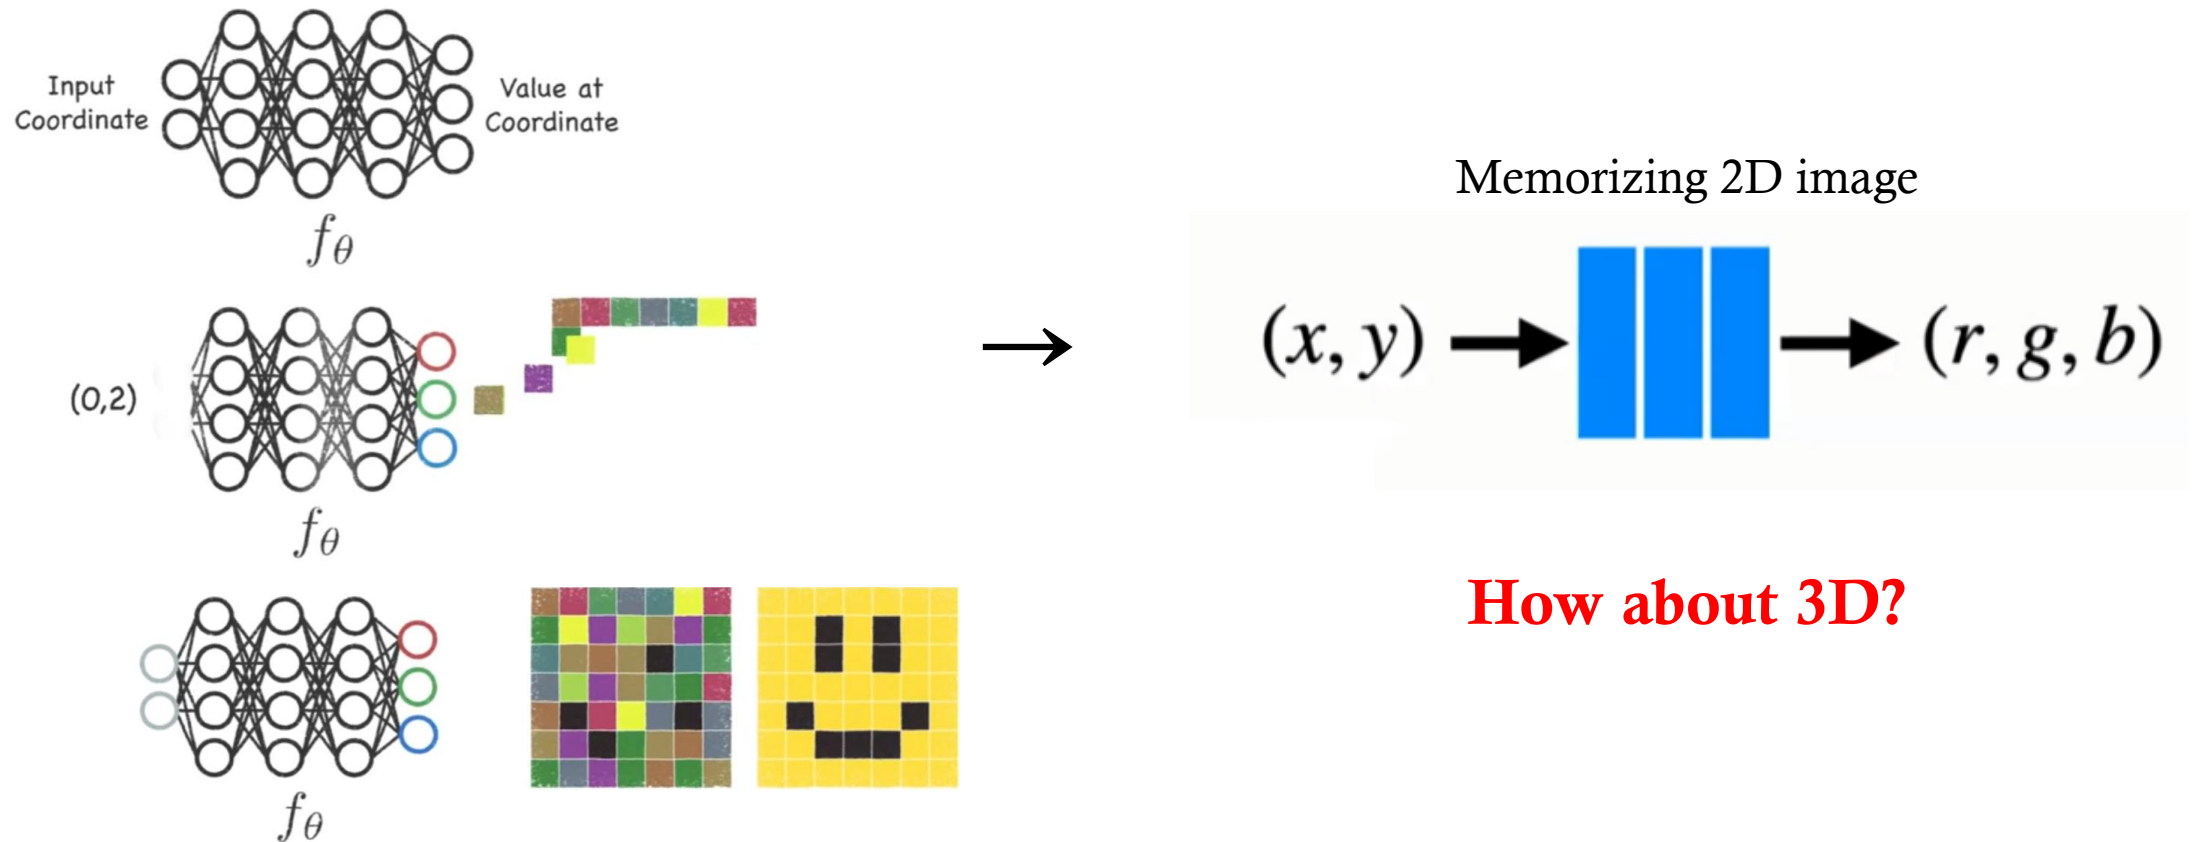 Input
Coordinate
Value at
Coordinate
fθ
(0,2)
fθ
fθ
Memorizing 2D image
(x, y)
(r, g, b)
How about 3D?